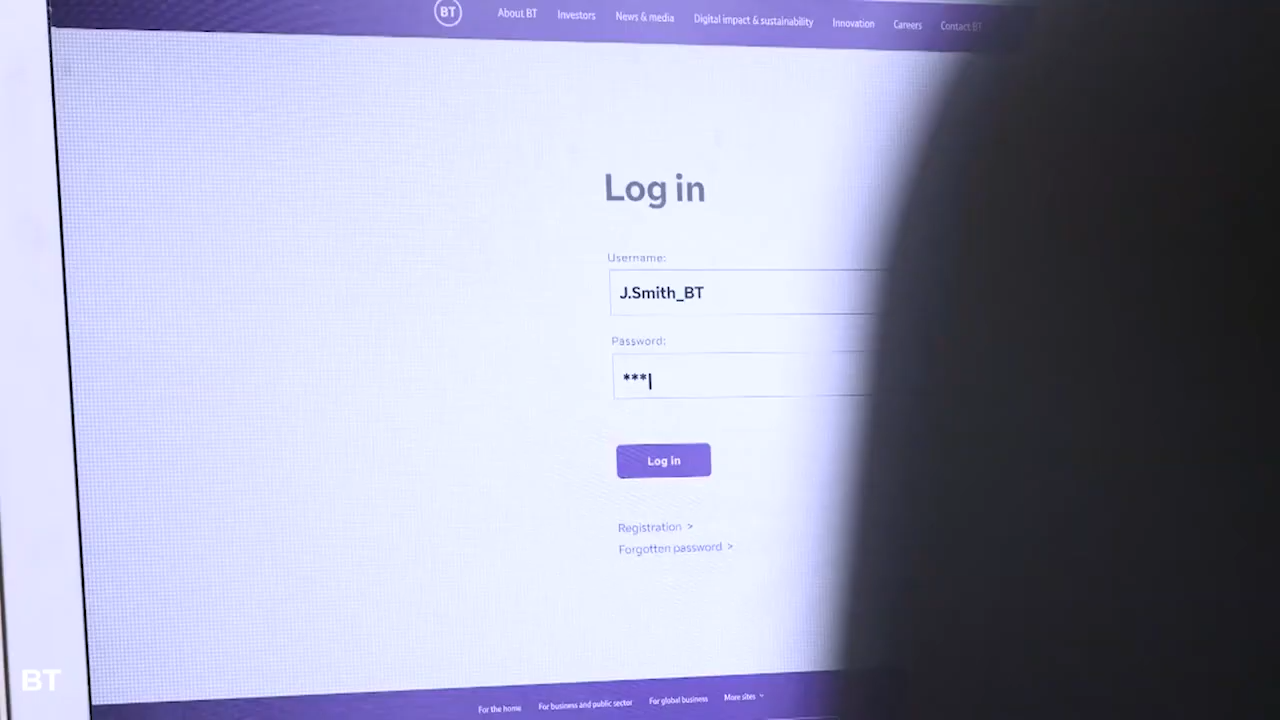 BT About BT Investors News & media Digital impact & sustainability Innovation Careers Contact BT
Log in
Username:
J.Smith_BT
Password:
***
Log in
Registration >
Forgotten password >
BT
For the home For business and public sector For global business More sites